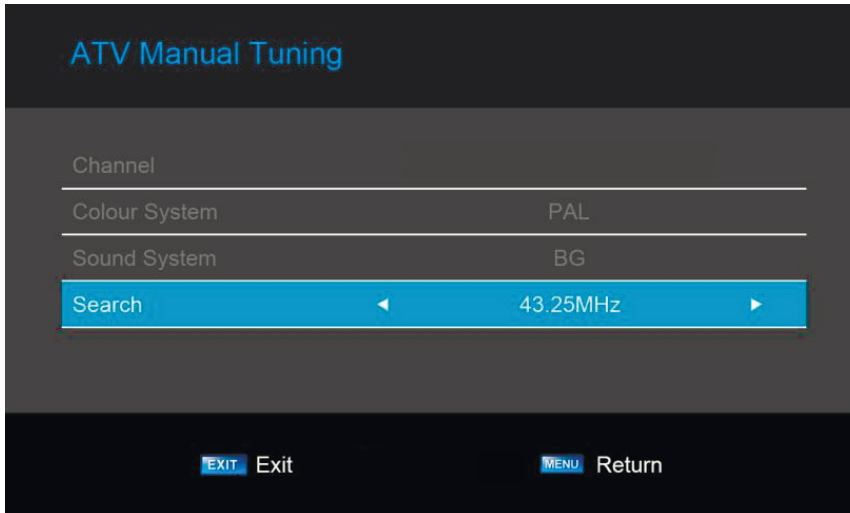 ATV Manual Tuning
Channel
Colour System PAL
Sound System BG
Search 43.25MHz
EXIT Exit MENU Return